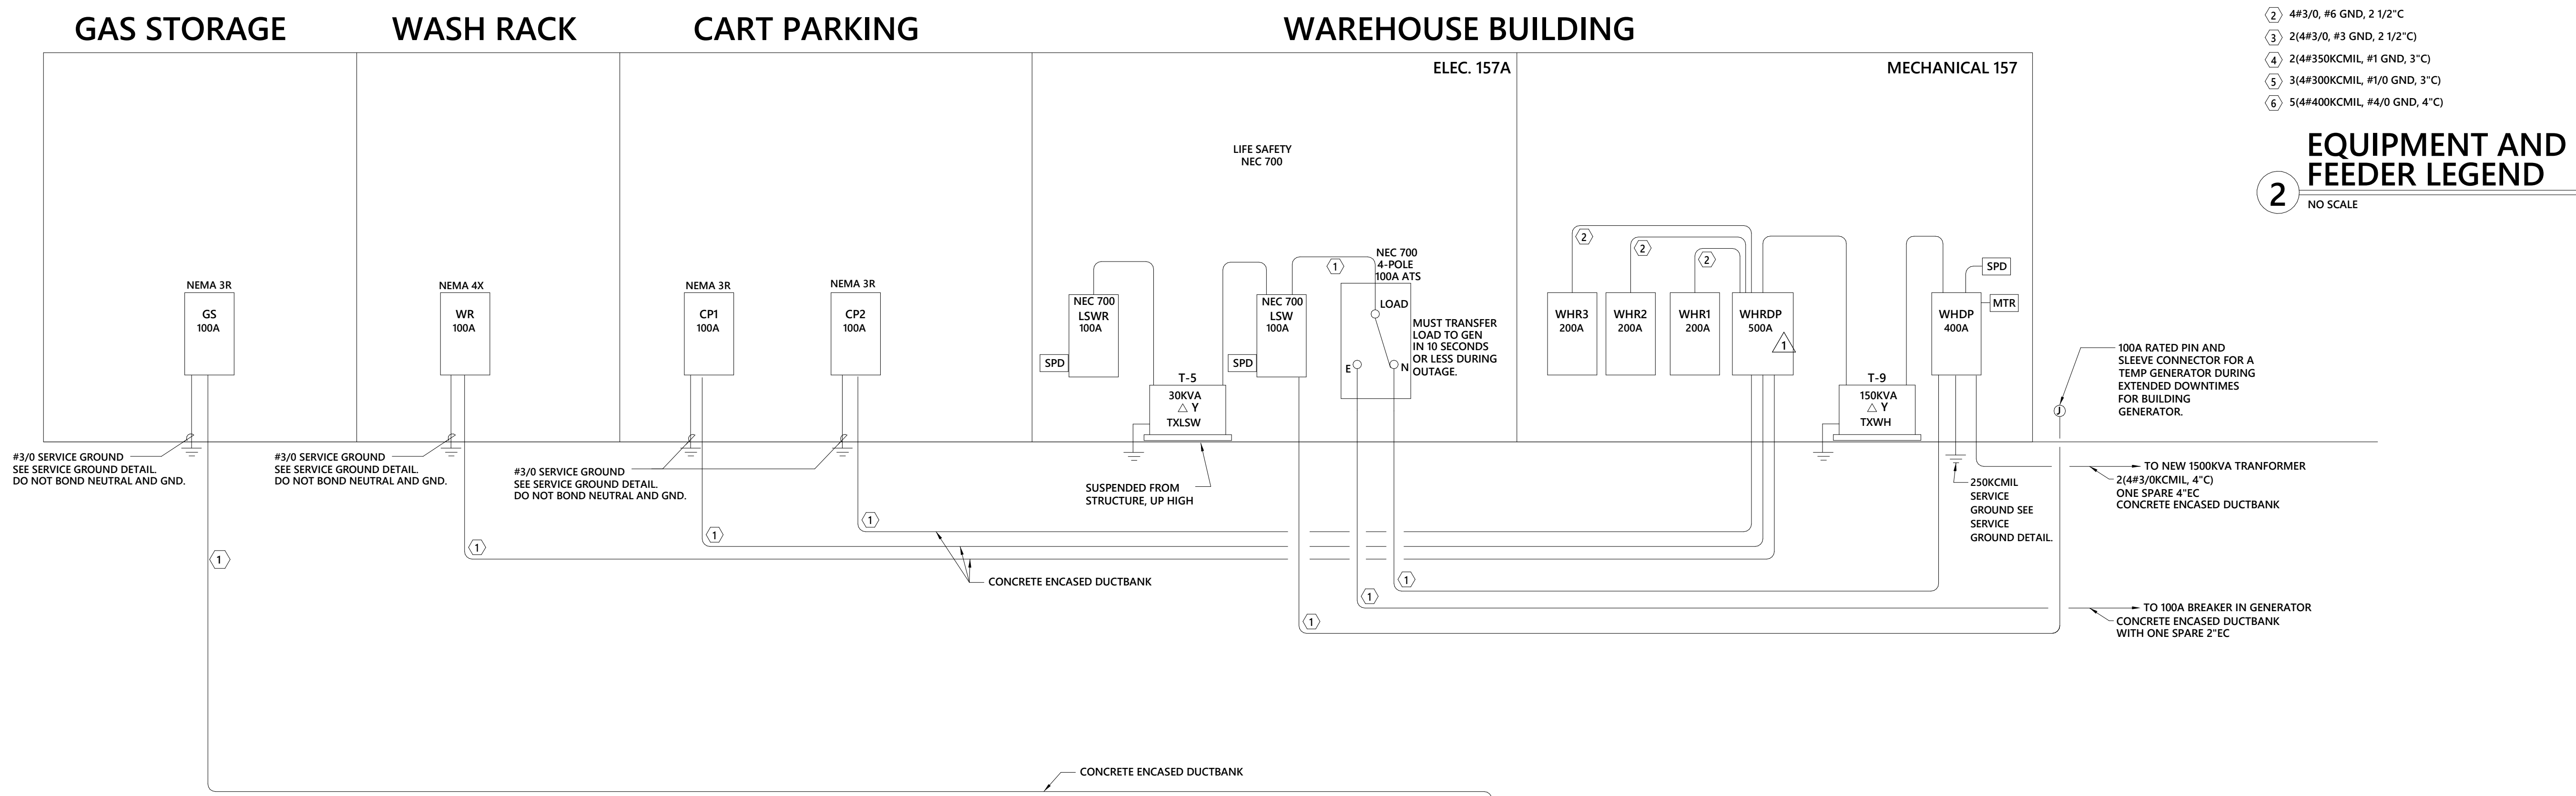 GAS STORAGE
WASH RACK
CART PARKING
WAREHOUSE BUILDING
ELEC. 157A
MECHANICAL 157
2 4#3/0, #6 GND, 2 1/2"C
3 2(4#3/0, #3 GND, 2 1/2"C)
4 2(4#350KCMIL, #1 GND, 3"C)
5 3(4#300KCMIL, #1/0 GND, 3"C)
6 5(4#400KCMIL, #4/0 GND, 4"C)
EQUIPMENT AND
FEEDER LEGEND
2
NO SCALE
LIFE SAFETY
NEC 700
NEMA 3R
GS
100A
#3/0 SERVICE GROUND
SEE SERVICE GROUND DETAIL.
DO NOT BOND NEUTRAL AND GND.
1
NEMA 4X
WR
100A
#3/0 SERVICE GROUND
SEE SERVICE GROUND DETAIL.
DO NOT BOND NEUTRAL AND GND.
1
NEMA 3R
CP1
100A
NEMA 3R
CP2
100A
#3/0 SERVICE GROUND
SEE SERVICE GROUND DETAIL.
DO NOT BOND NEUTRAL AND GND.
1
1
CONCRETE ENCASED DUCTBANK
NEC 700
LSWR
100A
SPD
T-5
30KVA
△ Y
TXLSW
SUSPENDED FROM
STRUCTURE, UP HIGH
NEC 700
LSW
100A
SPD
1
NEC 700
4-POLE
100A ATS
LOAD
E
N
MUST TRANSFER
LOAD TO GEN
IN 10 SECONDS
OR LESS DURING
OUTAGE.
1
1
1
2
2
2
WHR3
200A
WHR2
200A
WHR1
200A
WHRDP
500A
1
T-9
150KVA
△ Y
TXWH
WHDP
400A
SPD
MTR
J
100A RATED PIN AND
SLEEVE CONNECTOR FOR A
TEMP GENERATOR DURING
EXTENDED DOWNTIMES
FOR BUILDING
GENERATOR.
250KCMIL
SERVICE
GROUND SEE
SERVICE
GROUND DETAIL.
TO NEW 1500KVA TRANFORMER
2(4#3/0KCMIL, 4"C)
ONE SPARE 4"EC
CONCRETE ENCASED DUCTBANK
TO 100A BREAKER IN GENERATOR
CONCRETE ENCASED DUCTBANK
WITH ONE SPARE 2"EC
CONCRETE ENCASED DUCTBANK